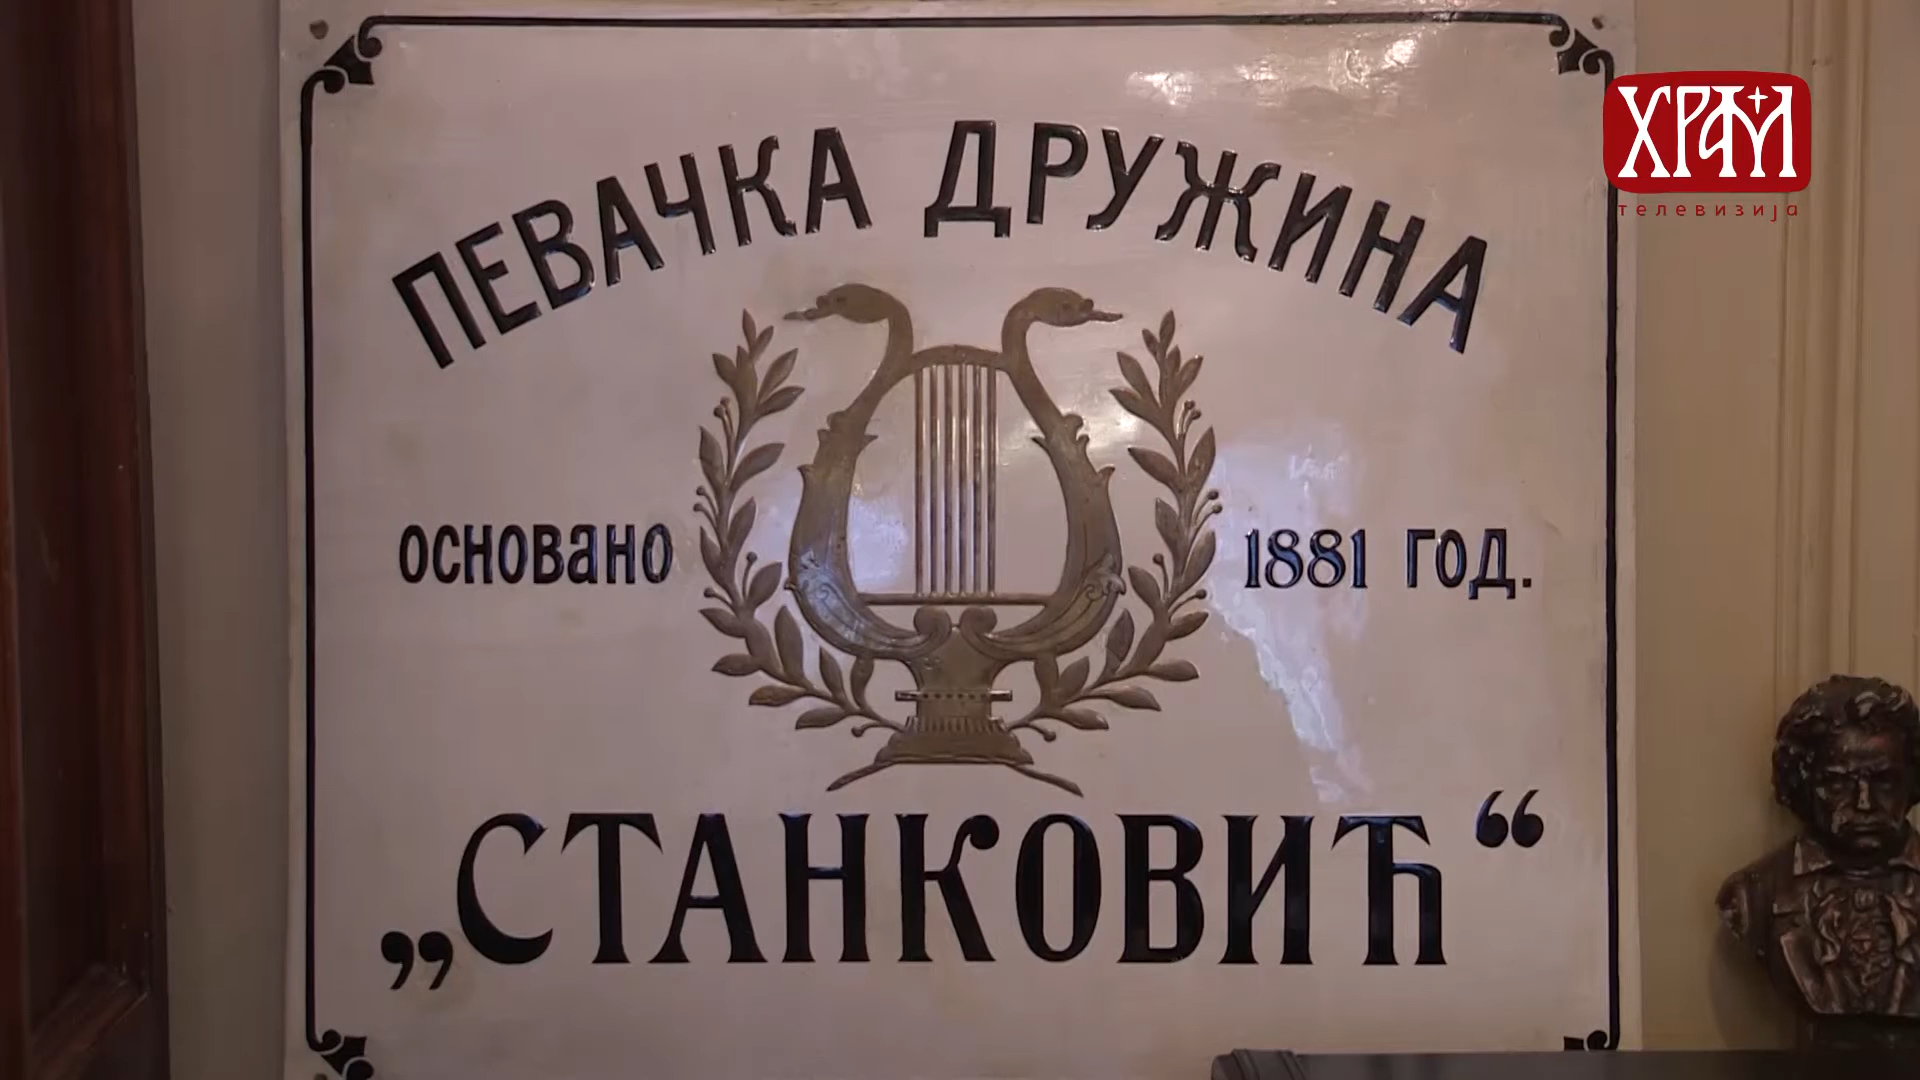 ПЕВАЧКА ДРУЖИНА
ОСНОВАНО 1881 ГОД.
„СТАНКОВИЋ“
ХРАМ
телевизија